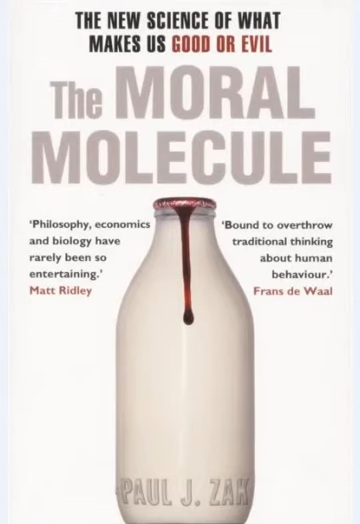 THE NEW SCIENCE OF WHAT
MAKES US GOOD OR EVIL
The MORAL
MOLECULE
'Philosophy, economics
and biology have
rarely been so
entertaining.'
Matt Ridley
'Bound to overthrow
traditional thinking
about human
behaviour.'
Frans de Waal
PAUL J. ZAK